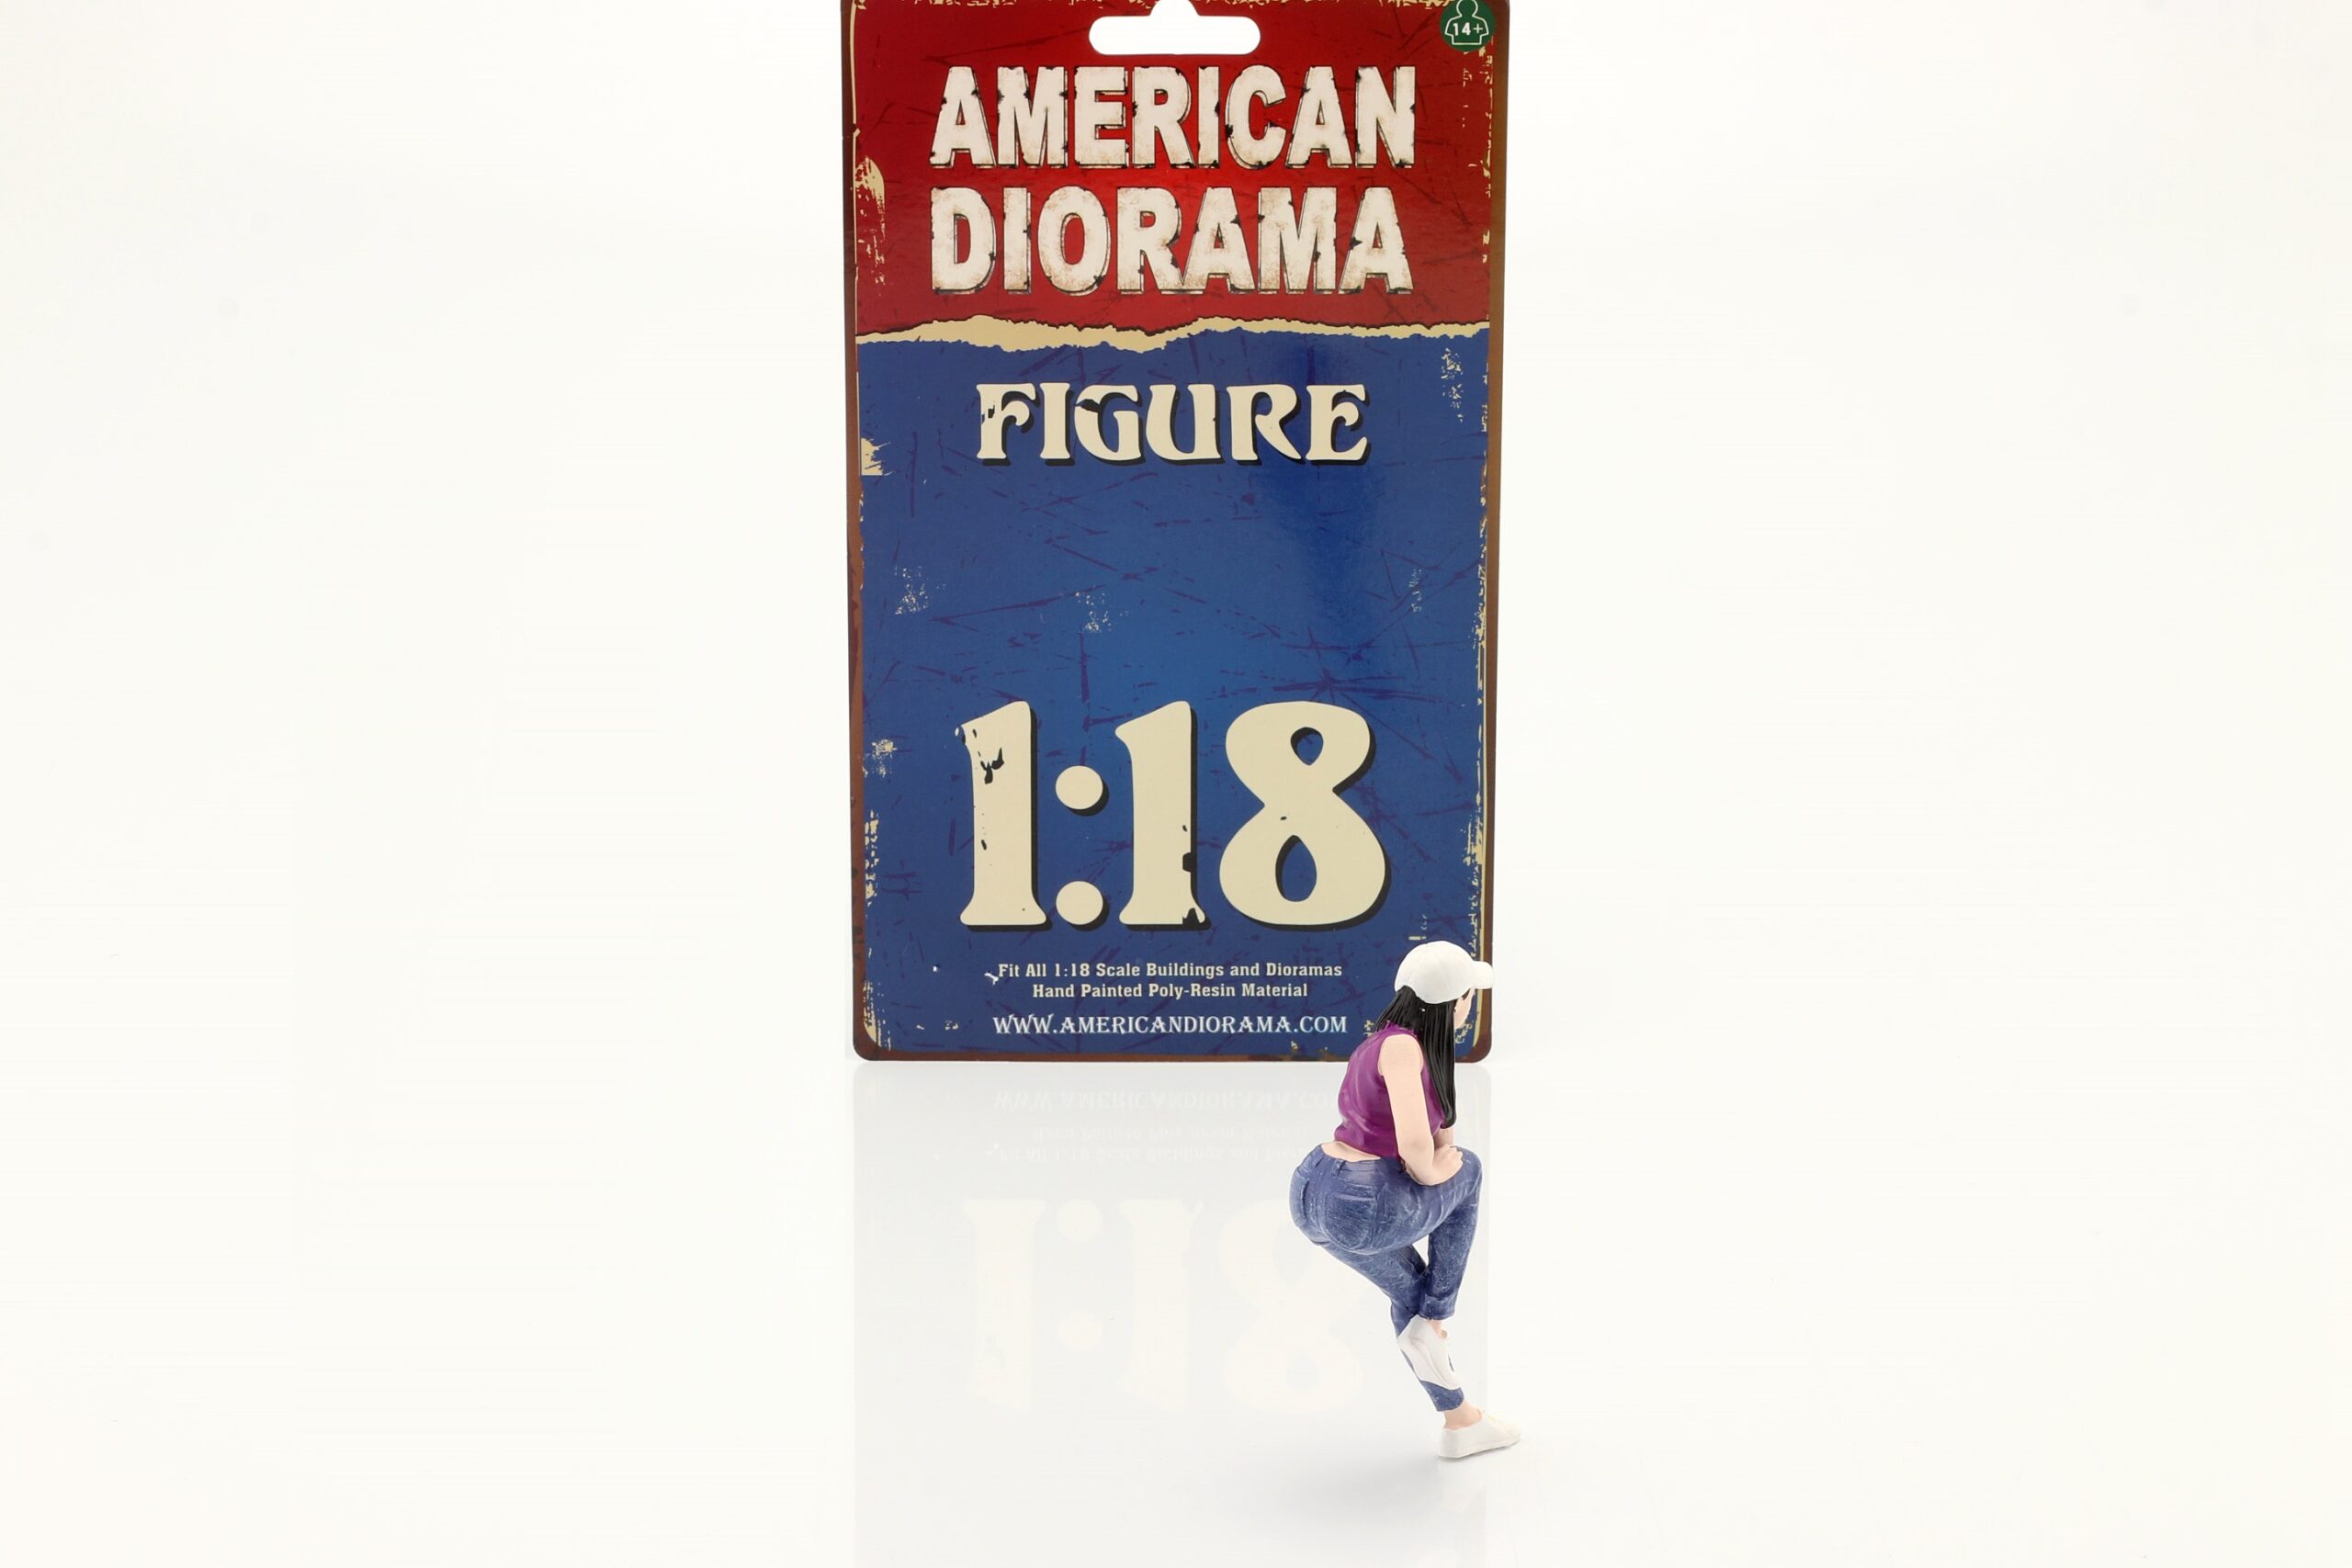 14+
AMERICAN
DIORAMA
FIGURE
1:18
Fit All 1:18 Scale Buildings and Dioramas
Hand Painted Poly-Resin Material
WWW.AMERICANDIORAMA.COM